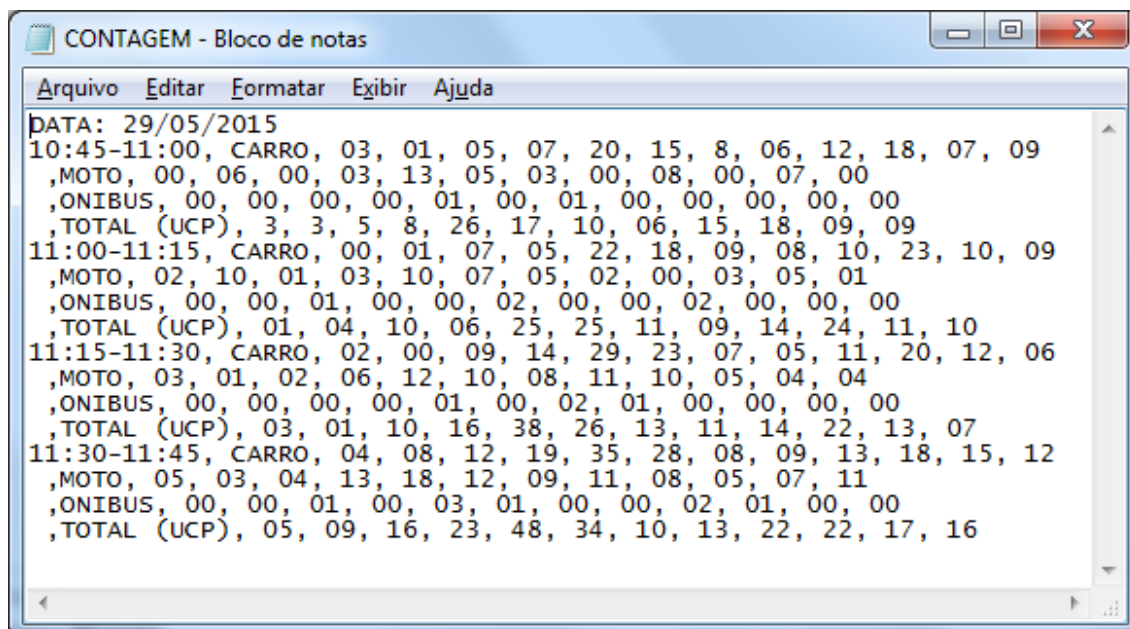 CONTAGEM - Bloco de notas
Arquivo Editar Formatar Exibir Ajuda
DATA: 29/05/2015
10:45-11:00, CARRO, 03, 01, 05, 07, 20, 15, 8, 06, 12, 18, 07, 09
,MOTO, 00, 06, 00, 03, 13, 05, 03, 00, 08, 00, 07, 00
,ONIBUS, 00, 00, 00, 00, 01, 00, 01, 00, 00, 00, 00, 00
,TOTAL (UCP), 3, 3, 5, 8, 26, 17, 10, 06, 15, 18, 09, 09
11:00-11:15, CARRO, 00, 01, 07, 05, 22, 18, 09, 08, 10, 23, 10, 09
,MOTO, 02, 10, 01, 03, 10, 07, 05, 02, 00, 03, 05, 01
,ONIBUS, 00, 00, 01, 00, 00, 02, 00, 00, 02, 00, 00, 00
,TOTAL (UCP), 01, 04, 10, 06, 25, 25, 11, 09, 14, 24, 11, 10
11:15-11:30, CARRO, 02, 00, 09, 14, 29, 23, 07, 05, 11, 20, 12, 06
,MOTO, 03, 01, 02, 06, 12, 10, 08, 11, 10, 05, 04, 04
,ONIBUS, 00, 00, 00, 00, 01, 00, 02, 01, 00, 00, 00, 00
,TOTAL (UCP), 03, 01, 10, 16, 38, 26, 13, 11, 14, 22, 13, 07
11:30-11:45, CARRO, 04, 08, 12, 19, 35, 28, 08, 09, 13, 18, 15, 12
,MOTO, 05, 03, 04, 13, 18, 12, 09, 11, 08, 05, 07, 11
,ONIBUS, 00, 00, 01, 00, 03, 01, 00, 00, 02, 01, 00, 00
,TOTAL (UCP), 05, 09, 16, 23, 48, 34, 10, 13, 22, 22, 17, 16